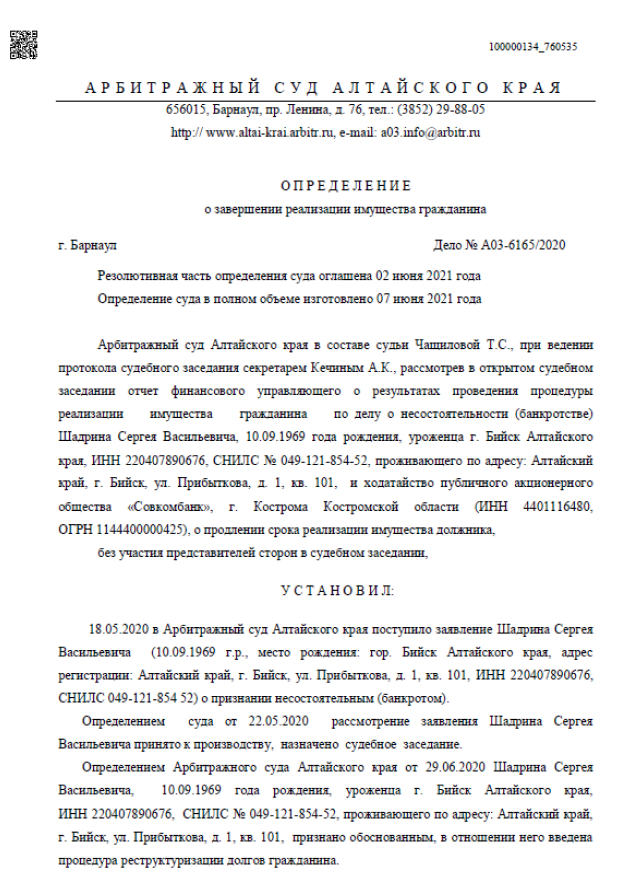 100000134_760535
АРБИТРАЖНЫЙ СУД АЛТАЙСКОГО КРАЯ
656015, Барнаул, пр. Ленина, д. 76, тел.: (3852) 29-88-05
http:// www.altai-krai.arbitr.ru, e-mail: a03.info@arbitr.ru
ОПРЕДЕЛЕНИЕ
о завершении реализации имущества гражданина
г. Барнаул Дело № А03-6165/2020
Резолютивная часть определения суда оглашена 02 июня 2021 года
Определение суда в полном объеме изготовлено 07 июня 2021 года
Арбитражный суд Алтайского края в составе судьи Чащиловой Т.С., при ведении
протокола судебного заседания секретарем Кечиным А.К., рассмотрев в открытом судебном
заседании отчет финансового управляющего о результатах проведения процедуры
реализации имущества гражданина по делу о несостоятельности (банкротстве)
Шадрина Сергея Васильевича, 10.09.1969 года рождения, уроженца г. Бийск Алтайского
края, ИНН 220407890676, СНИЛС № 049-121-854-52, проживающего по адресу: Алтайский
край, г. Бийск, ул. Прибыткова, д. 1, кв. 101, и ходатайство публичного акционерного
общества «Совкомбанк», г. Кострома Костромской области (ИНН 4401116480,
ОГРН 1144400000425), о продлении срока реализации имущества должника,
без участия представителей сторон в судебном заседании,
УСТАНОВИЛ:
18.05.2020 в Арбитражный суд Алтайского края поступило заявление Шадрина Сергея
Васильевича (10.09.1969 г.р., место рождения: гор. Бийск Алтайского края, адрес
регистрации: Алтайский край, г. Бийск, ул. Прибыткова, д. 1, кв. 101, ИНН 220407890676,
СНИЛС 049-121-854 52) о признании несостоятельным (банкротом).
Определением суда от 22.05.2020 рассмотрение заявления Шадрина Сергея
Васильевича принято к производству, назначено судебное заседание.
Определением Арбитражного суда Алтайского края от 29.06.2020 Шадрина Сергея
Васильевича, 10.09.1969 года рождения, уроженца г. Бийск Алтайского края,
ИНН 220407890676, СНИЛС № 049-121-854-52, проживающего по адресу: Алтайский край,
г. Бийск, ул. Прибыткова, д. 1, кв. 101, признано обоснованным, в отношении него введена
процедура реструктуризации долгов гражданина.